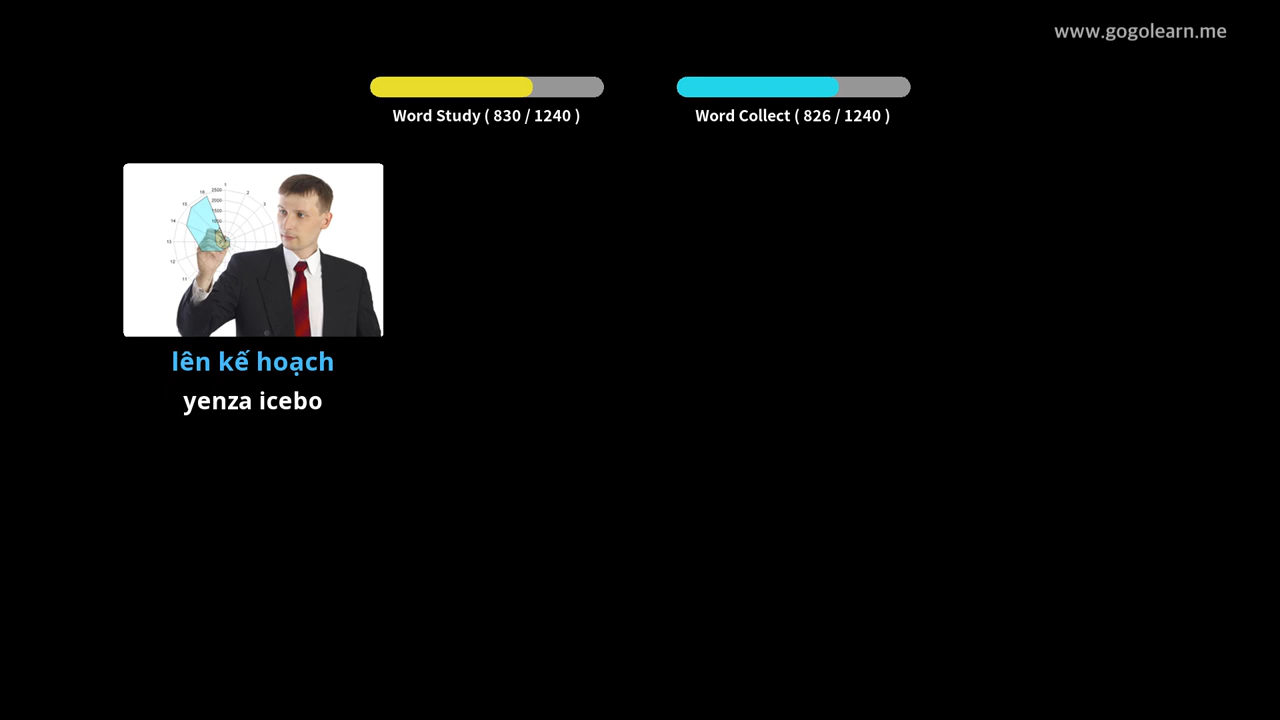 www.gogolearn.me
Word Study ( 830 / 1240 )
Word Collect ( 826 / 1240 )
lên kế hoạch
yenza icebo